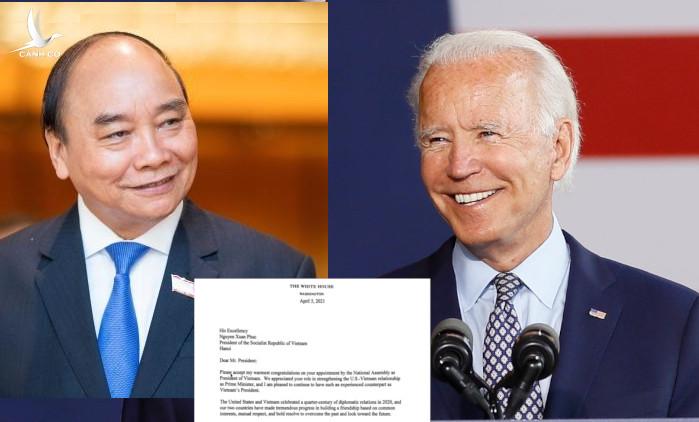 CÁNH CÒ
THE WHITE HOUSE
WASHINGTON
April 5, 2021
His Excellency
Nguyen Xuan Phuc
President of the Socialist Republic of Vietnam
Hanoi
Dear Mr. President:
Please accept my warmest congratulations on your appointment by the National Assembly as
President of Vietnam. We appreciated your role in strengthening the U.S.-Vietnam relationship
as Prime Minister, and I am pleased to continue to have such an experienced counterpart as
Vietnam's President.
The United States and Vietnam celebrated a quarter-century of diplomatic relations in 2020, and
our two countries have made tremendous progress in building a friendship based on common
interests, mutual respect, and bold resolve to overcome the past and look toward the future.